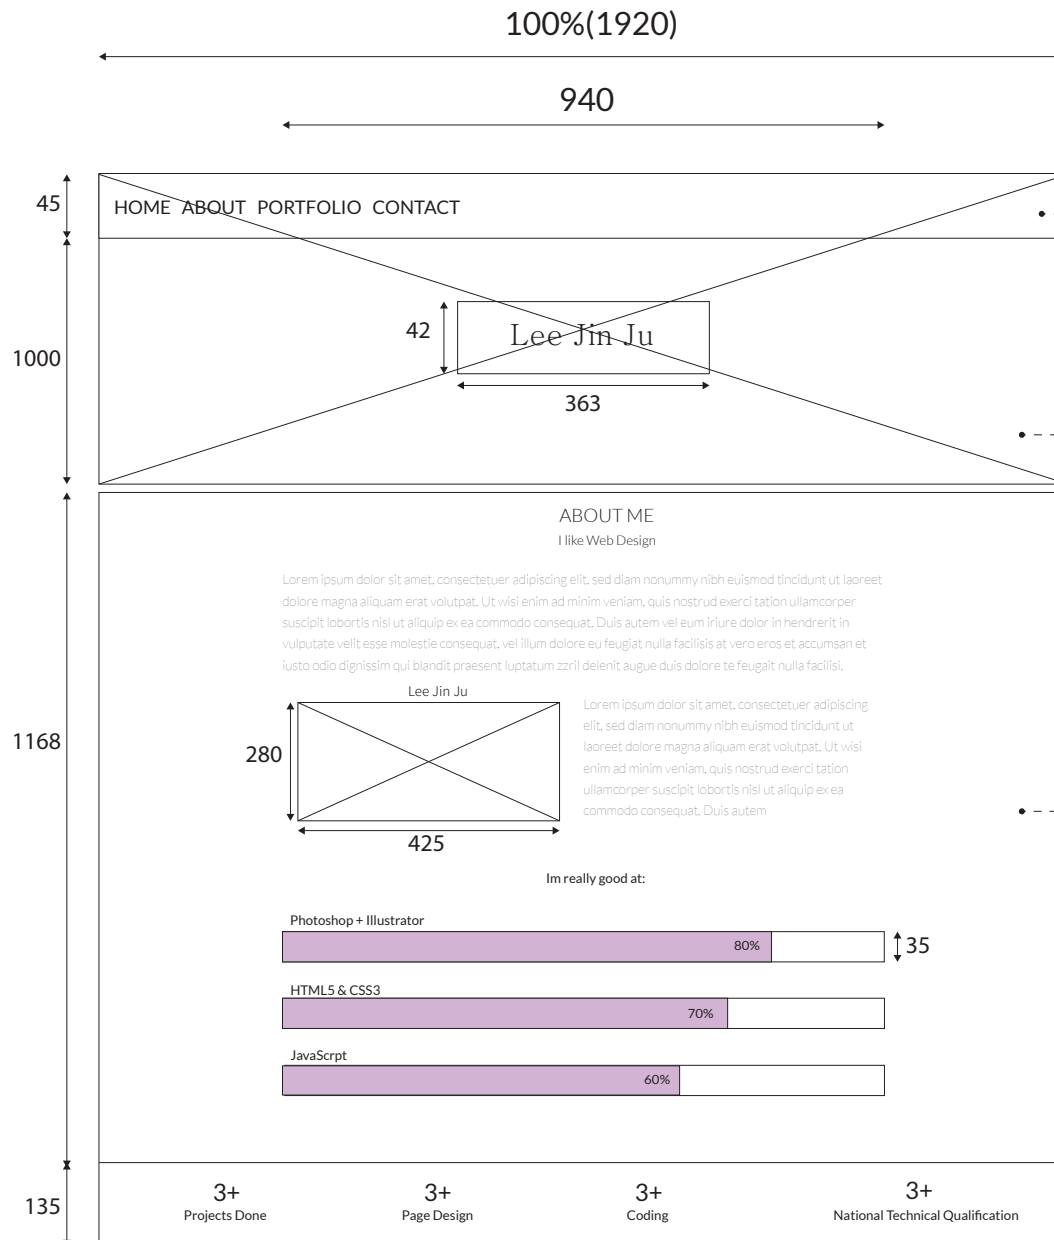 100%(1920)
940
45
HOME ABOUT PORTFOLIO CONTACT
1000
42
Lee Jin Ju
363
ABOUT ME
I like Web Design
Lorem ipsum dolor sit amet, consectetuer adipiscing elit, sed diam nonummy nibh euismod tincidunt ut laoreet
dolore magna aliquam erat volutpat. Ut wisi enim ad minim veniam, quis nostrud exerci tation ullamcorper
suscipit lobortis nisl ut aliquip ex ea commodo consequat. Duis autem vel eum iriure dolor in hendrerit in
vulputate velit esse molestie consequat, vel illum dolore eu feugiat nulla facilisis at vero eros et accumsan et
iusto odio dignissim qui blandit praesent luptatum zzril delenit augue duis dolore te feugait nulla facilisi.
Lee Jin Ju
1168
280
425
Lorem ipsum dolor sit amet, consectetuer adipiscing
elit, sed diam nonummy nibh euismod tincidunt ut
laoreet dolore magna aliquam erat volutpat. Ut wisi
enim ad minim veniam, quis nostrud exerci tation
ullamcorper suscipit lobortis nisl ut aliquip ex ea
commodo consequat. Duis autem
Im really good at:
Photoshop + Illustrator
80%
35
HTML5 & CSS3
70%
JavaScrpt
60%
135
3+
Projects Done
3+
Page Design
3+
Coding
3+
National Technical Qualification